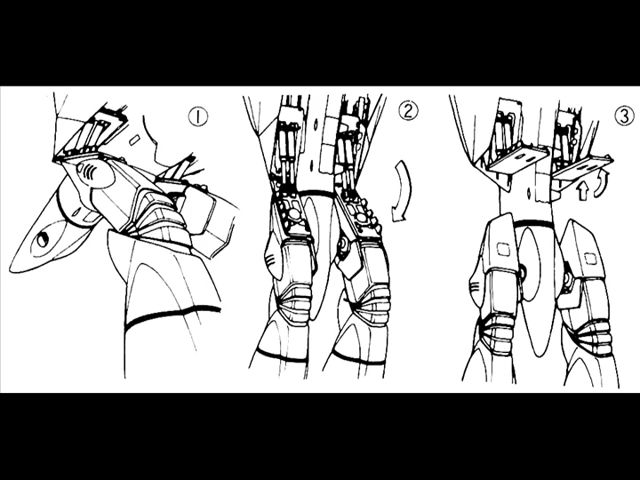 ①
②
③